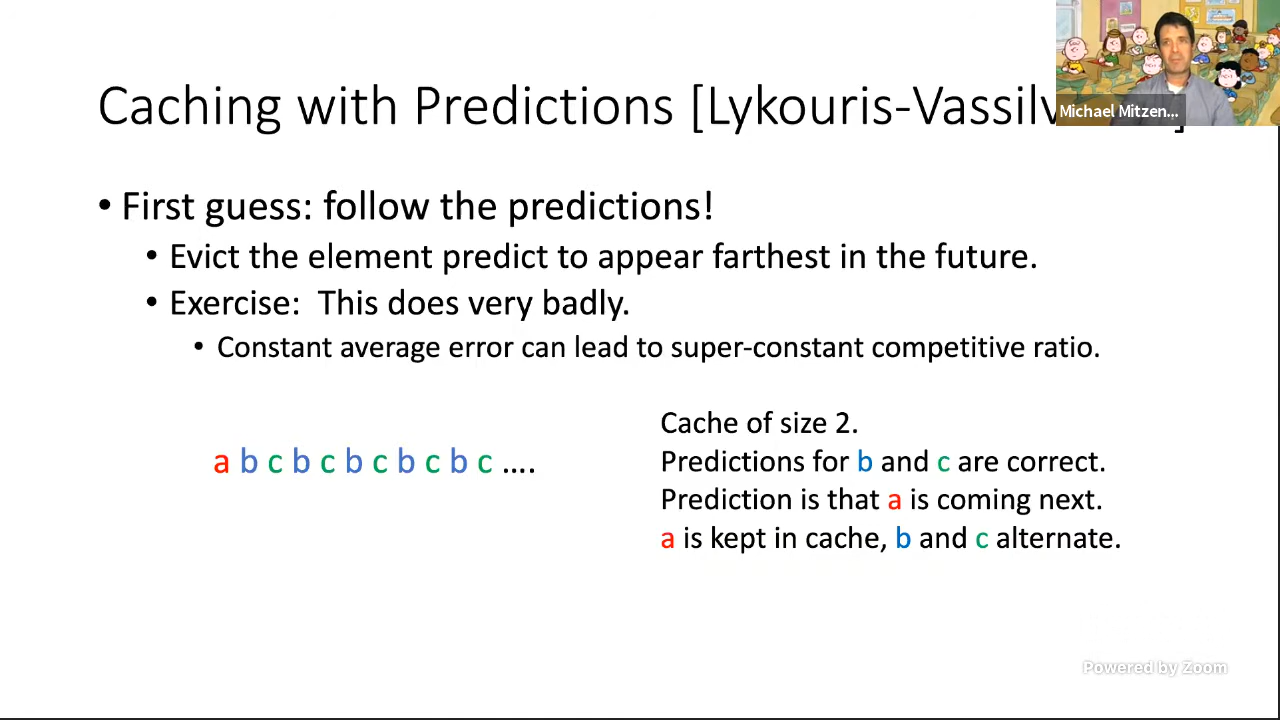 Caching with Predictions [Lykouris-Vassilv ]
Michael Mitzen...
• First guess: follow the predictions!
• Evict the element predict to appear farthest in the future.
• Exercise: This does very badly.
• Constant average error can lead to super-constant competitive ratio.
a b c b c b c b c b c ....
Cache of size 2.
Predictions for b and c are correct.
Prediction is that a is coming next.
a is kept in cache, b and c alternate.
Powered by Zoom